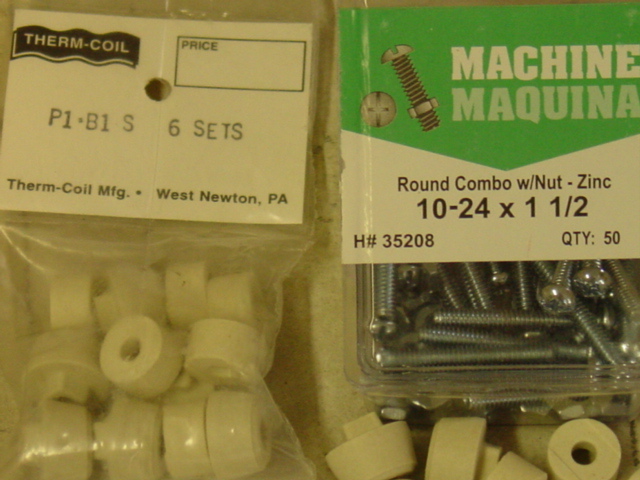 THERM-COIL
PRICE
P1-B1 S 6 SETS
Therm-Coil Mfg. • West Newton, PA
MACHINE
MAQUINA
Round Combo w/Nut - Zinc
10-24 x 1 1/2
H# 35208 QTY: 50